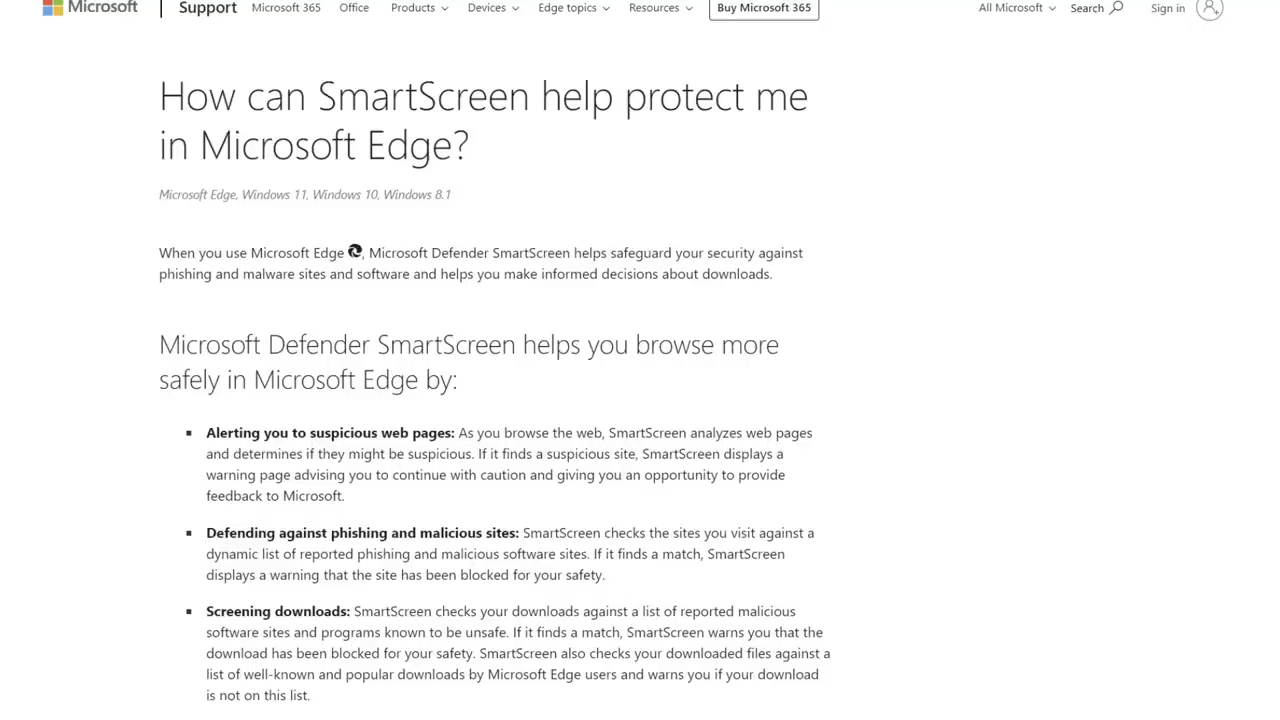 Microsoft Support Microsoft 365 Office Products Devices Edge topics Resources Buy Microsoft 365 All Microsoft Search Sign in
How can SmartScreen help protect me
in Microsoft Edge?
Microsoft Edge, Windows 11, Windows 10, Windows 8.1
When you use Microsoft Edge , Microsoft Defender SmartScreen helps safeguard your security against
phishing and malware sites and software and helps you make informed decisions about downloads.
Microsoft Defender SmartScreen helps you browse more
safely in Microsoft Edge by:
Alerting you to suspicious web pages: As you browse the web, SmartScreen analyzes web pages
and determines if they might be suspicious. If it finds a suspicious site, SmartScreen displays a
warning page advising you to continue with caution and giving you an opportunity to provide
feedback to Microsoft.
Defending against phishing and malicious sites: SmartScreen checks the sites you visit against a
dynamic list of reported phishing and malicious software sites. If it finds a match, SmartScreen
displays a warning that the site has been blocked for your safety.
Screening downloads: SmartScreen checks your downloads against a list of reported malicious
software sites and programs known to be unsafe. If it finds a match, SmartScreen warns you that the
download has been blocked for your safety. SmartScreen also checks your downloaded files against a
list of well-known and popular downloads by Microsoft Edge users and warns you if your download
is not on this list.